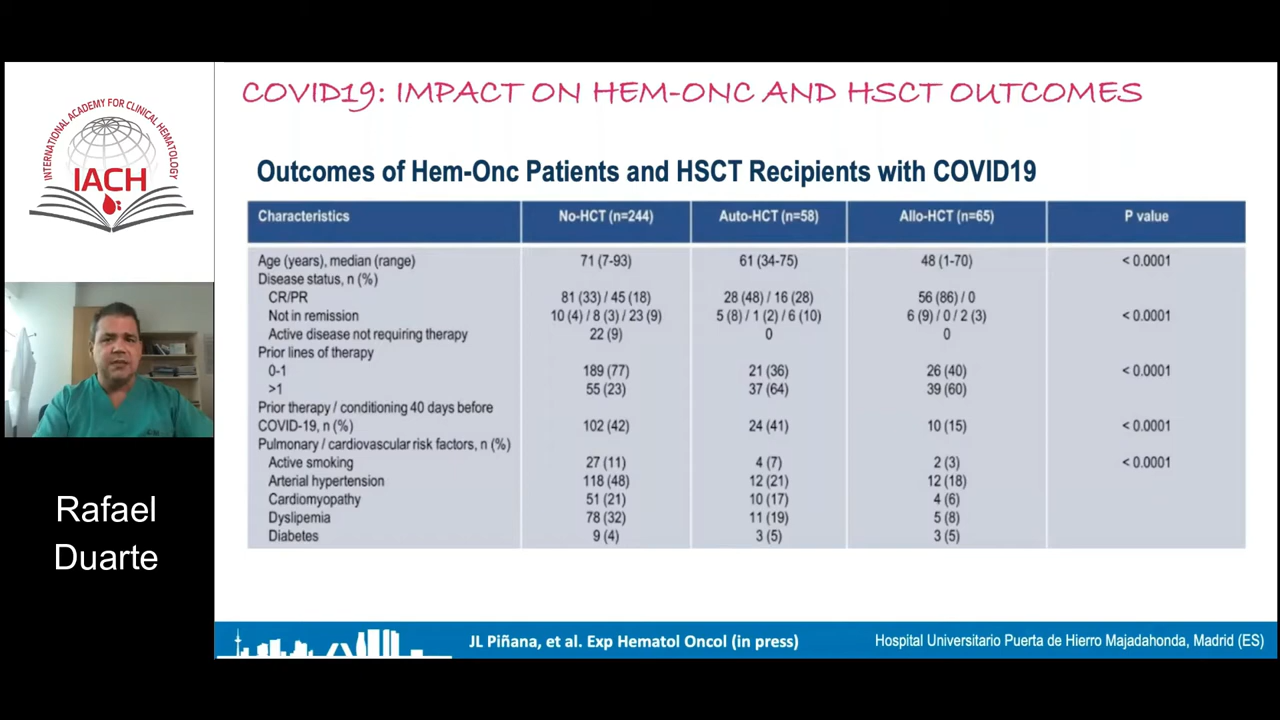 COVID19: IMPACT ON HEM-ONC AND HSCT OUTCOMES
INTERNATIONAL ACADEMY FOR CLINICAL HEMATOLOGY
IACH
Rafael
Duarte
Outcomes of Hem-Onc Patients and HSCT Recipients with COVID19
Characteristics No-HCT (n=244) Auto-HCT (n=58) Allo-HCT (n=65) P value
Age (years), median (range) 71 (7-93) 61 (34-75) 48 (1-70) < 0.0001
Disease status, n (%)
CR/PR 81 (33) / 45 (18) 28 (48) / 16 (28) 56 (86) / 0
Not in remission 10 (4) / 8 (3) / 23 (9) 5 (8) / 1 (2) / 6 (10) 6 (9) / 0 / 2 (3) < 0.0001
Active disease not requiring therapy 22 (9) 0 0
Prior lines of therapy
0-1 189 (77) 21 (36) 26 (40) < 0.0001
>1 55 (23) 37 (64) 39 (60)
Prior therapy / conditioning 40 days before
COVID-19, n (%) 102 (42) 24 (41) 10 (15) < 0.0001
Pulmonary / cardiovascular risk factors, n (%)
Active smoking 27 (11) 4 (7) 2 (3) < 0.0001
Arterial hypertension 118 (48) 12 (21) 12 (18)
Cardiomyopathy 51 (21) 10 (17) 4 (6)
Dyslipemia 78 (32) 11 (19) 5 (8)
Diabetes 9 (4) 3 (5) 3 (5)
JL Piñana, et al. Exp Hematol Oncol (in press)
Hospital Universitario Puerta de Hierro Majadahonda, Madrid (ES)